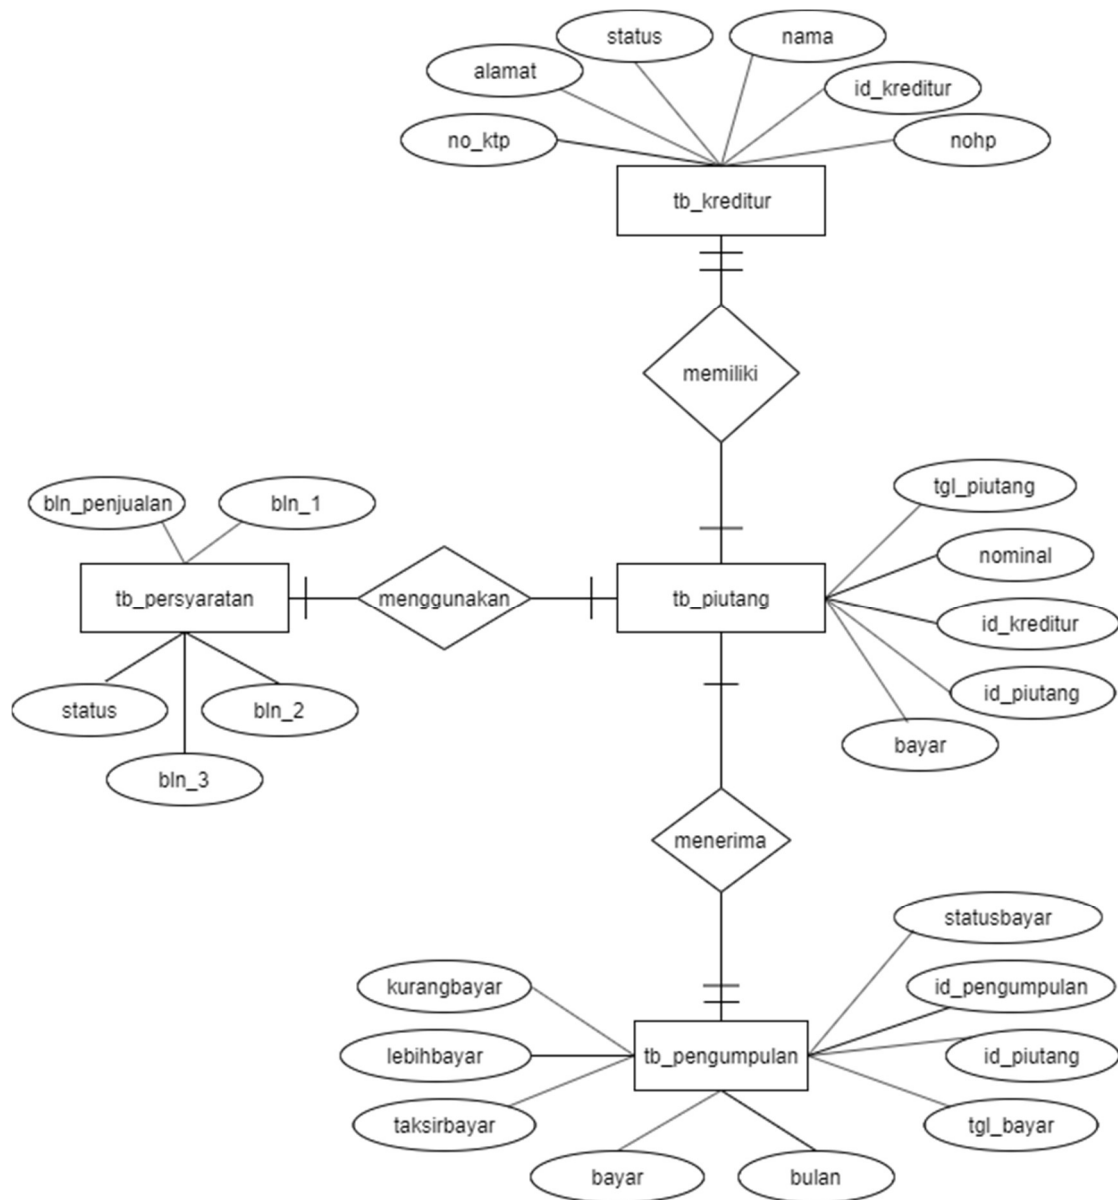 status
nama
alamat
id_kreditur
no_ktp
nohp
tb_kreditur
memiliki
bln_penjualan
bln_1
tgl_piutang
nominal
tb_persyaratan
menggunakan
tb_piutang
id_kreditur
status
bln_2
id_piutang
bayar
bln_3
menerima
statusbayar
kurangbayar
id_pengumpulan
lebihbayar
tb_pengumpulan
id_piutang
taksirbayar
tgl_bayar
bayar
bulan